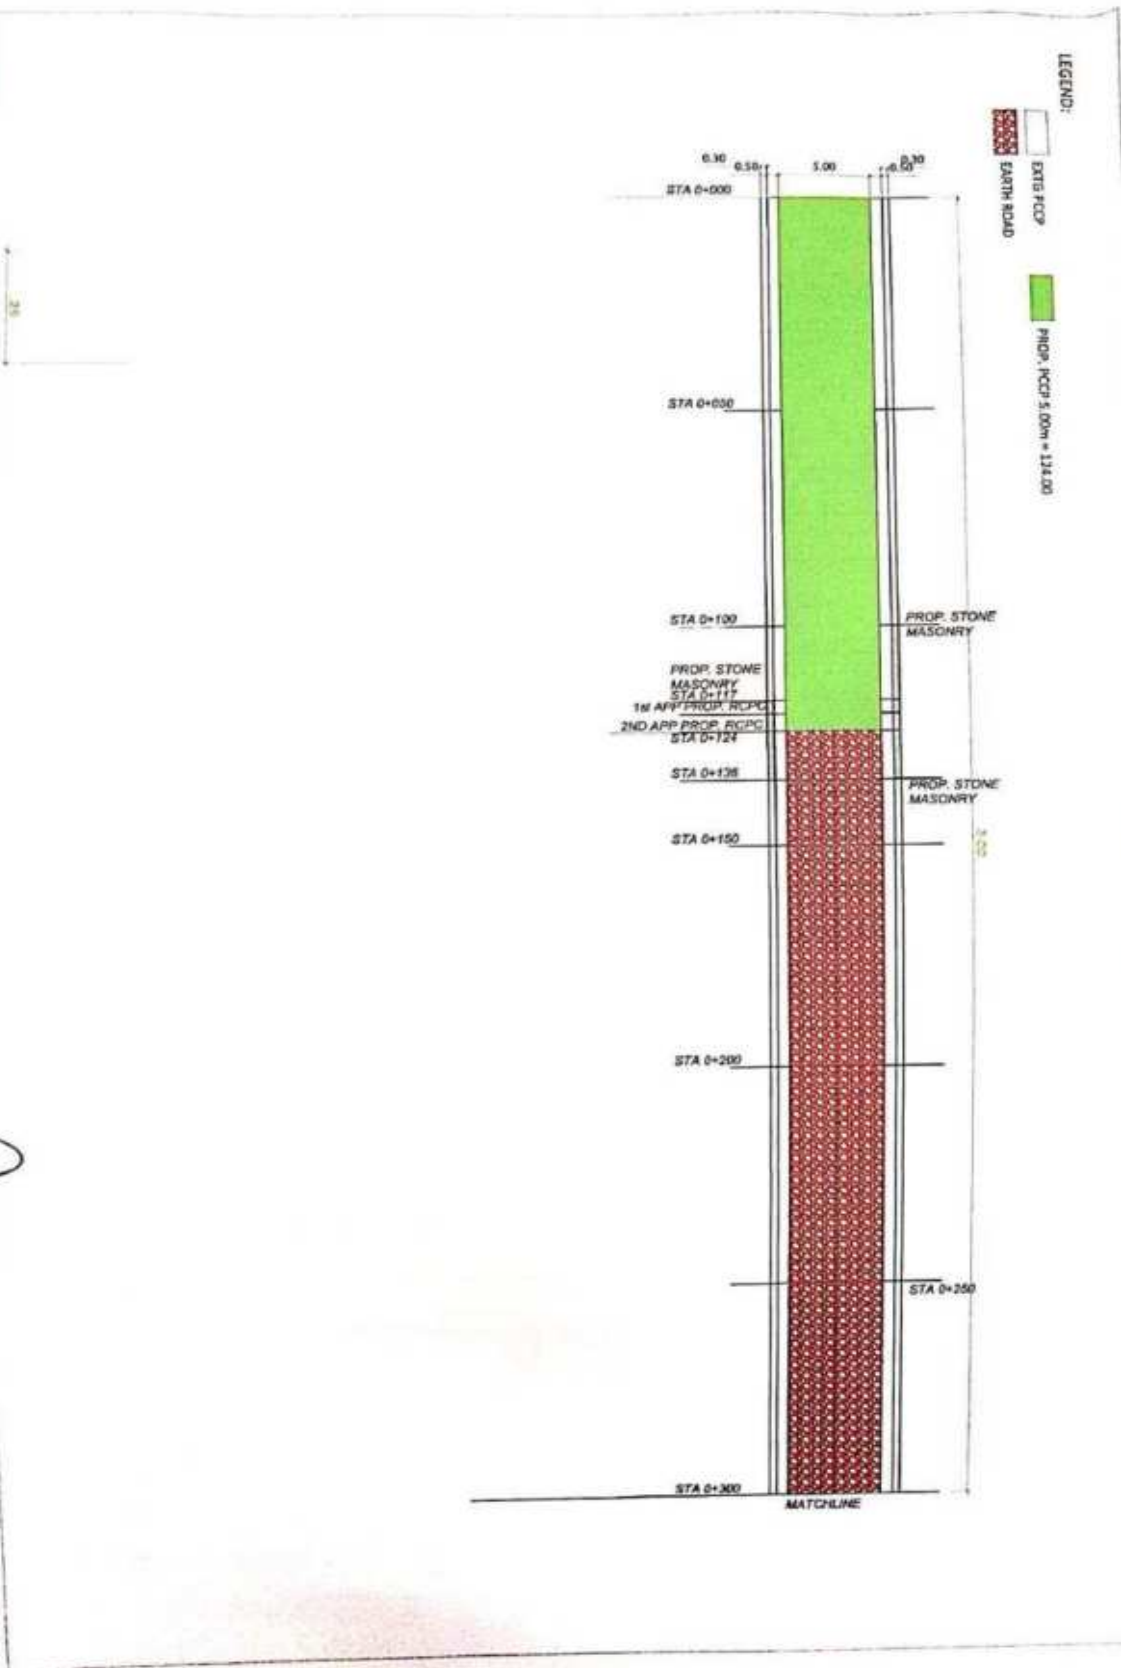 LEGEND:
EXTG PCCP
EARTH ROAD
PROP. PCCP 5.00m = 124.00
0.30
0.50
5.00
0.50
0.30
STA 0+000
STA 0+050
STA 0+100
PROP. STONE
MASONRY
PROP. STONE
MASONRY
STA 0+117
1st APP PROP. RCPC
2ND APP PROP. RCPC
STA 0+124
STA 0+135
PROP. STONE
MASONRY
STA 0+150
STA 0+200
STA 0+250
STA 0+300
MATCHLINE